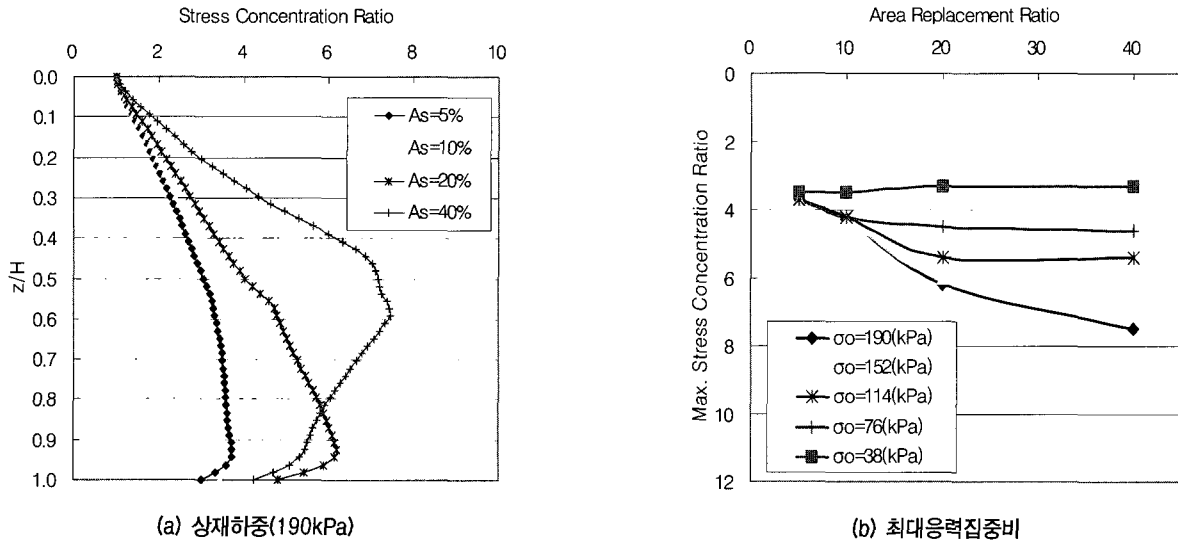 Stress Concentration Ratio
0 2 4 6 8 10
0.0
0.1
0.2
0.3
0.4
0.5
0.6
0.7
0.8
0.9
1.0
z/H
As=5%
As=10%
As=20%
As=40%
(a) 상재하중(190kPa)
Area Replacement Ratio
0 10 20 30 40
0
2
4
6
8
10
12
Max. Stress Concentration Ratio
σo=190(kPa)
σo=152(kPa)
σo=114(kPa)
σo=76(kPa)
σo=38(kPa)
(b) 최대응력집중비